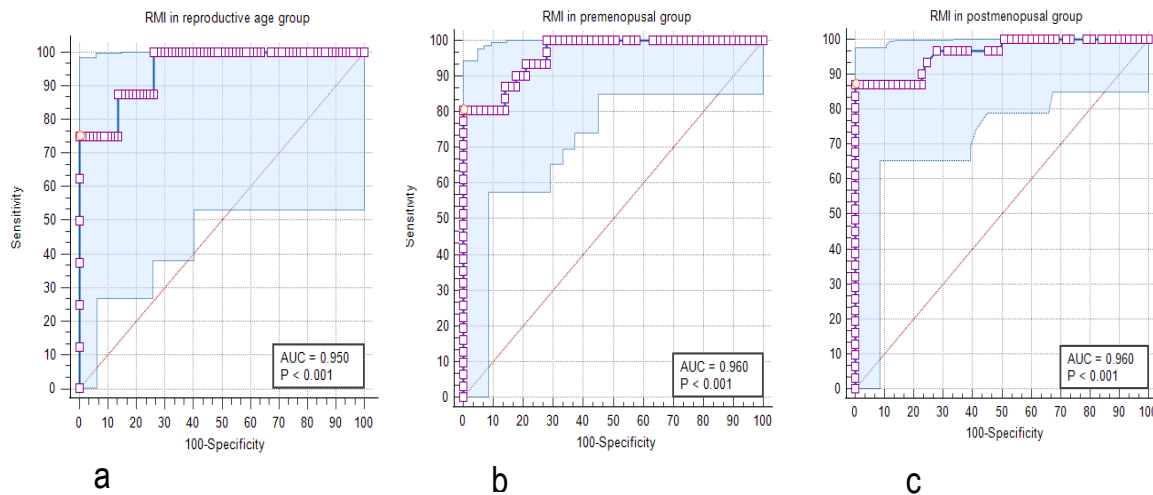 RMI in reproductive age group
100
90
80
70
60
50
40
30
20
10
0
Sensitivity
0 10 20 30 40 50 60 70 80 90 100
100-Specificity
AUC = 0.950
P < 0.001
a
RMI in premenopusal group
100
90
80
70
60
50
40
30
20
10
0
Sensitivity
0 10 20 30 40 50 60 70 80 90 100
100-Specificity
AUC = 0.960
P < 0.001
b
RMI in postmenopusal group
100
90
80
70
60
50
40
30
20
10
0
Sensitivity
0 10 20 30 40 50 60 70 80 90 100
100-Specificity
AUC = 0.960
P < 0.001
c